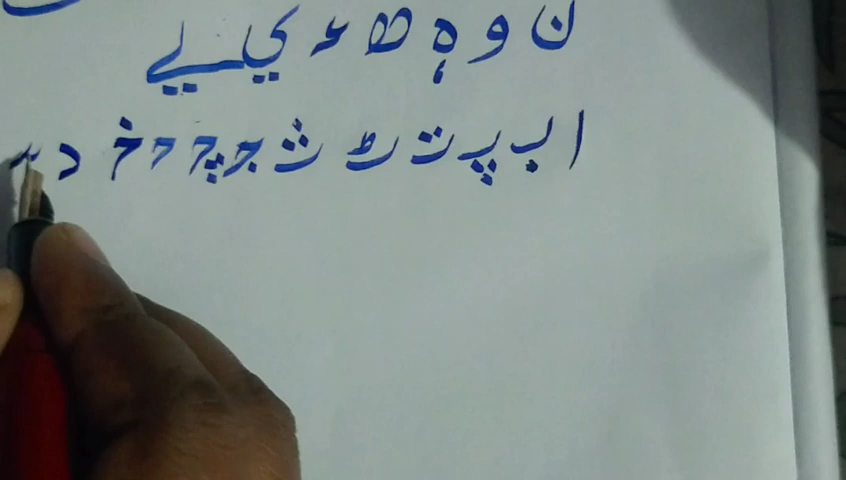 ن و ہ ھ ء ی ے
ا ب پ ت ٹ ث ج چ ح خ د